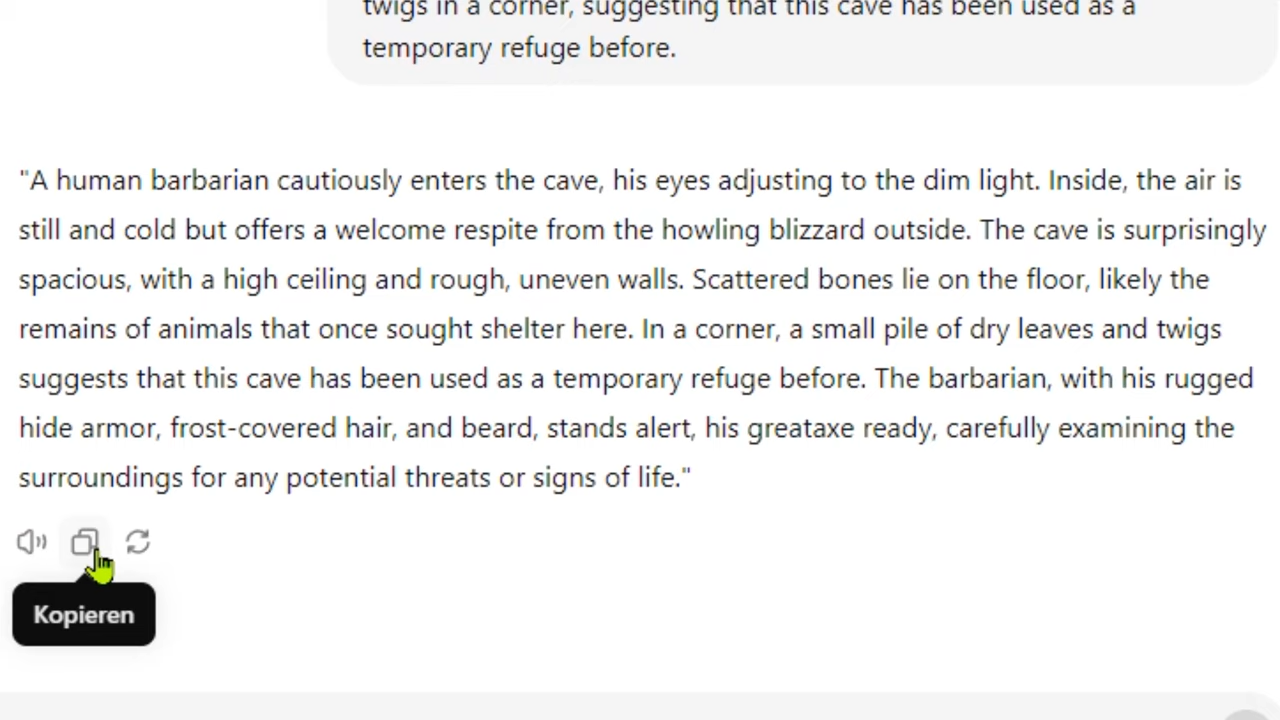 twigs in a corner, suggesting that this cave has been used as a
temporary refuge before.
"A human barbarian cautiously enters the cave, his eyes adjusting to the dim light. Inside, the air is
still and cold but offers a welcome respite from the howling blizzard outside. The cave is surprisingly
spacious, with a high ceiling and rough, uneven walls. Scattered bones lie on the floor, likely the
remains of animals that once sought shelter here. In a corner, a small pile of dry leaves and twigs
suggests that this cave has been used as a temporary refuge before. The barbarian, with his rugged
hide armor, frost-covered hair, and beard, stands alert, his greataxe ready, carefully examining the
surroundings for any potential threats or signs of life."
Kopieren